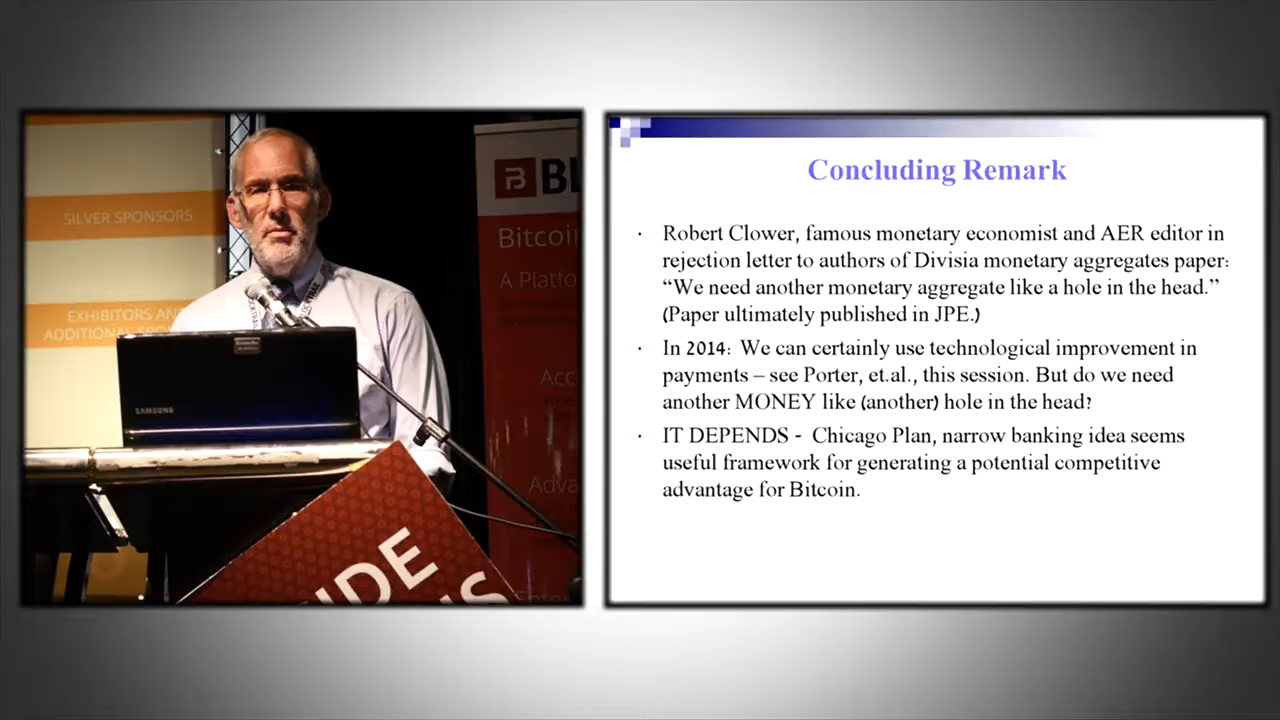 SILVER SPONSORS
EXHIBITORS AND
ADDITIONAL
SAMSUNG
Bitcoin
A Platfo
IDE
Concluding Remark
· Robert Clower, famous monetary economist and AER editor in
rejection letter to authors of Divisia monetary aggregates paper:
“We need another monetary aggregate like a hole in the head.”
(Paper ultimately published in JPE.)
· In 2014: We can certainly use technological improvement in
payments – see Porter, et.al., this session. But do we need
another MONEY like (another) hole in the head?
· IT DEPENDS - Chicago Plan, narrow banking idea seems
useful framework for generating a potential competitive
advantage for Bitcoin.